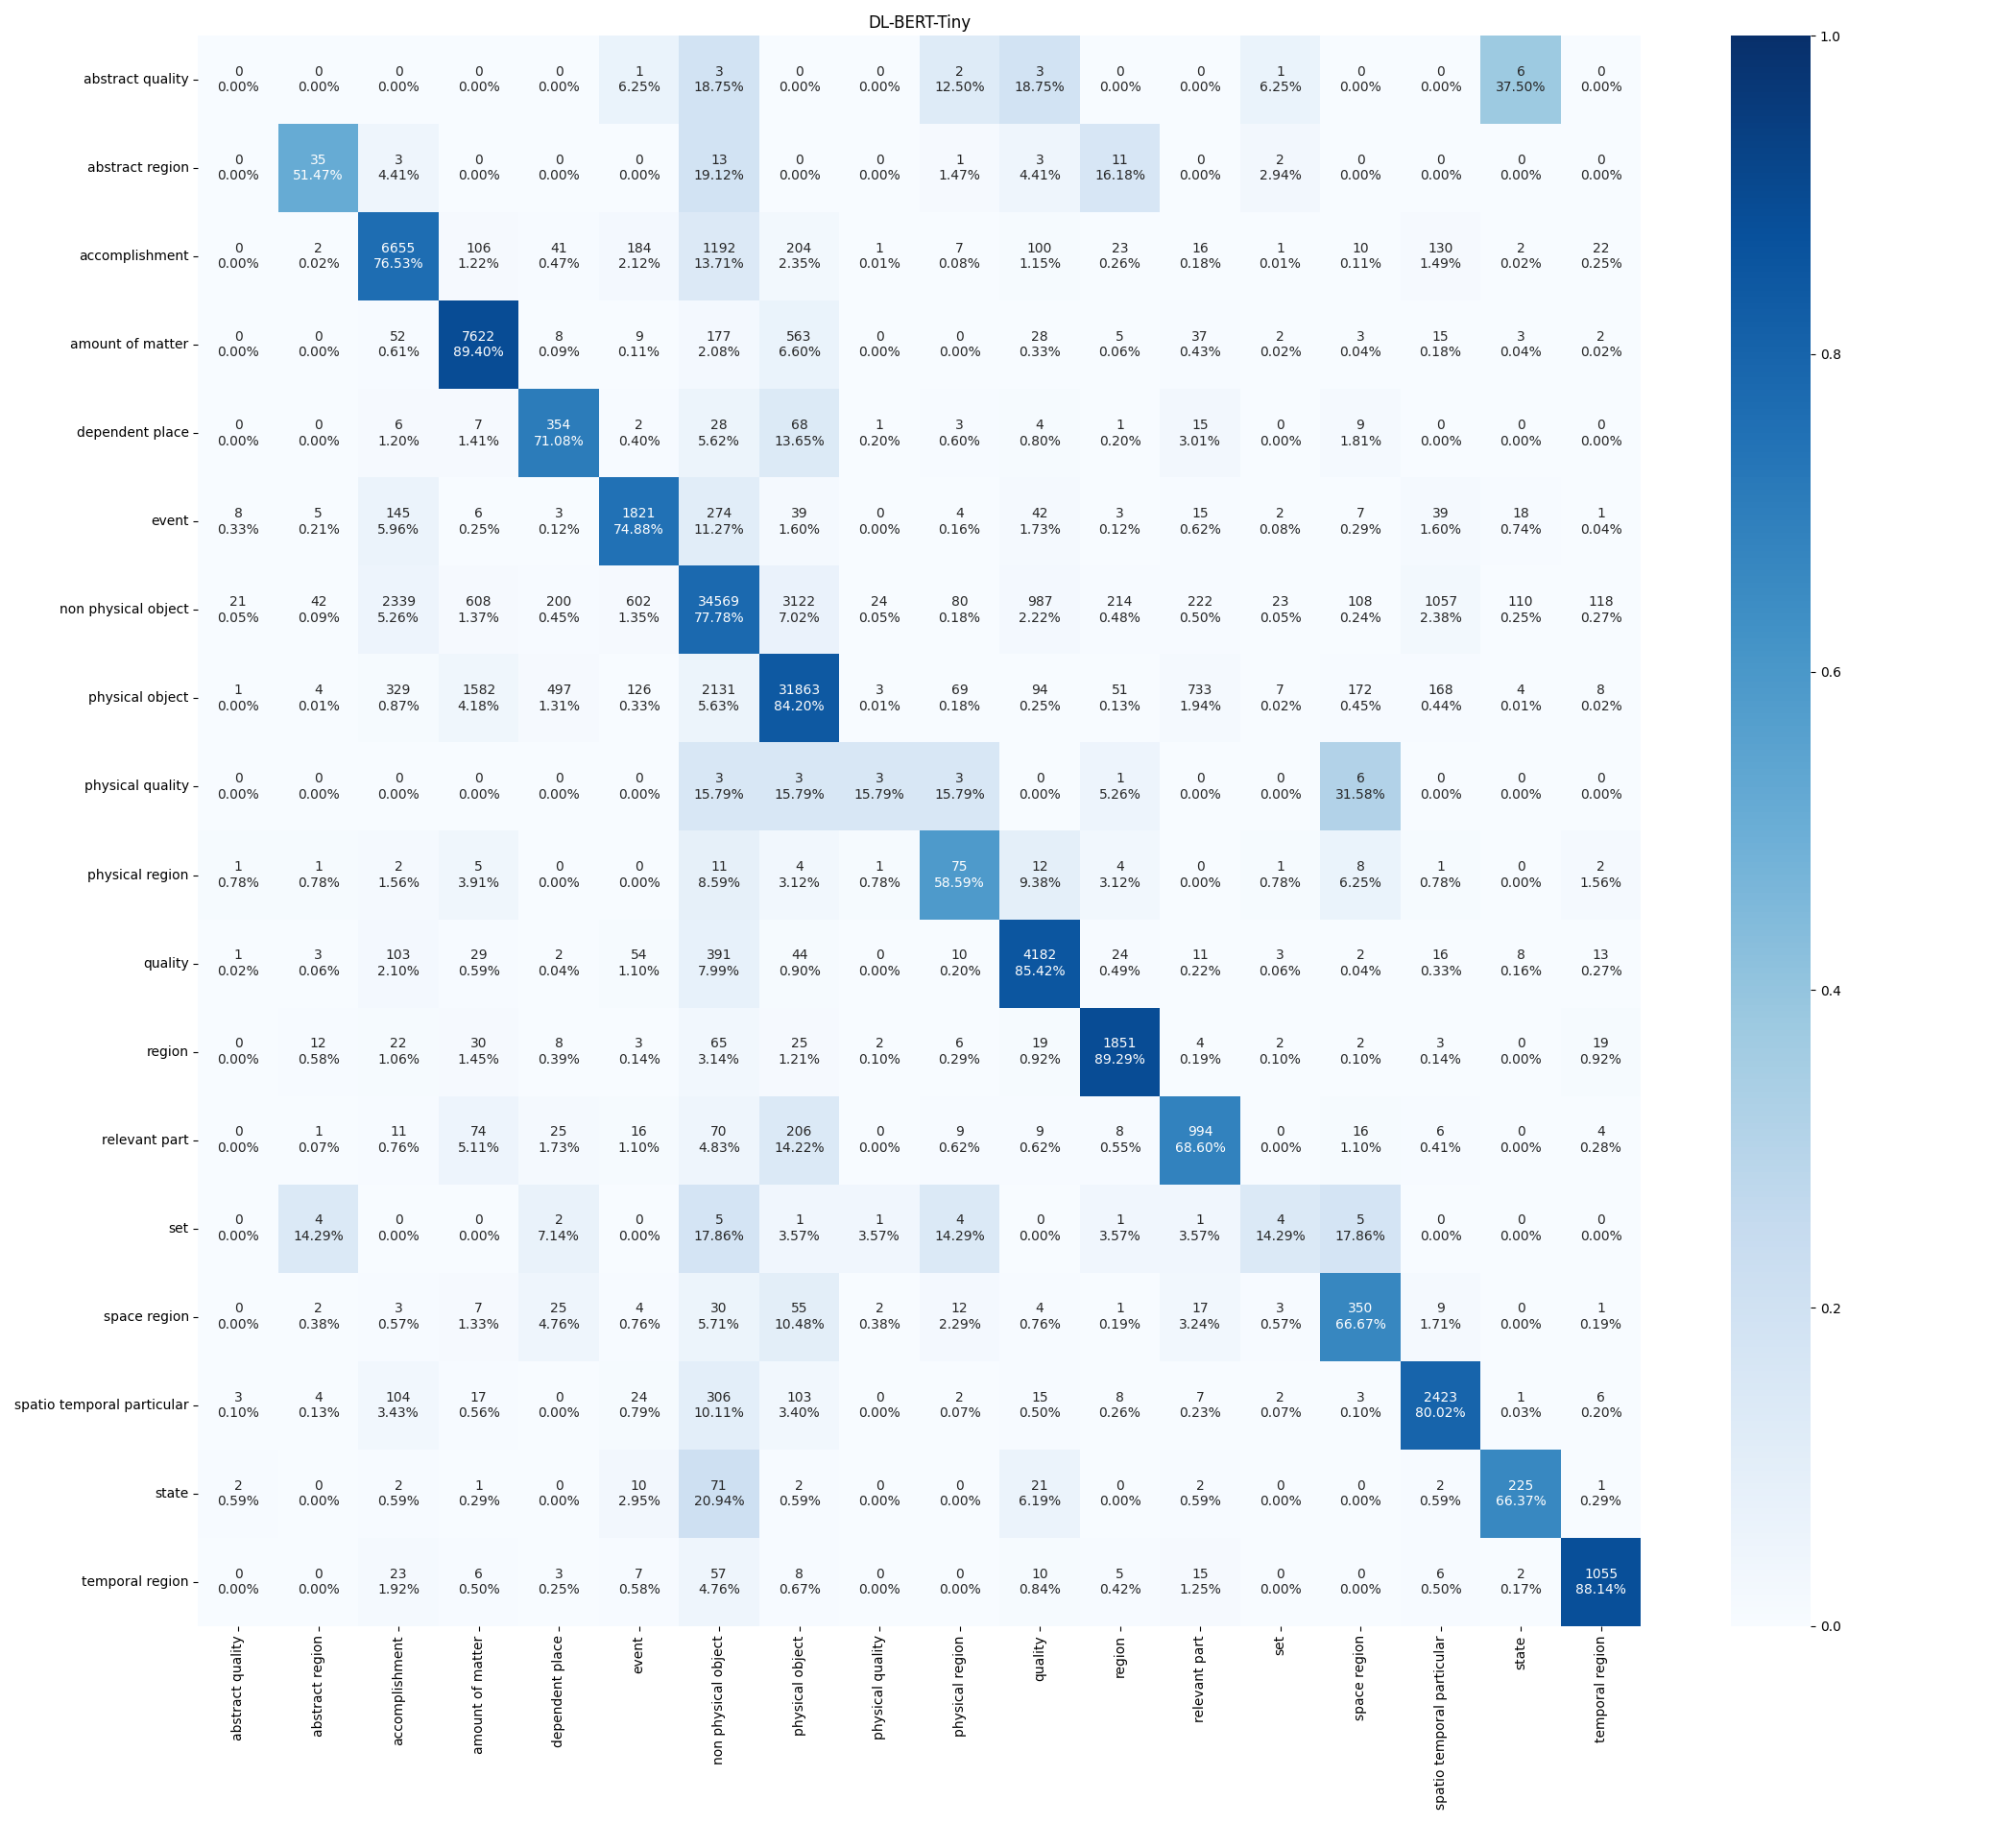 DL-BERT-Tiny
abstract quality 0 0 0 0 0 1 3 0 0 2 3 0 0 1 0 0 6 0
0.00% 0.00% 0.00% 0.00% 0.00% 6.25% 18.75% 0.00% 0.00% 12.50% 18.75% 0.00% 0.00% 6.25% 0.00% 0.00% 37.50% 0.00%
abstract region 0 35 3 0 0 0 13 0 0 1 3 11 0 2 0 0 0 0
0.00% 51.47% 4.41% 0.00% 0.00% 0.00% 19.12% 0.00% 0.00% 1.47% 4.41% 16.18% 0.00% 2.94% 0.00% 0.00% 0.00% 0.00%
accomplishment 0 2 6655 106 41 184 1192 204 1 7 100 23 16 1 10 130 2 22
0.00% 0.02% 76.53% 1.22% 0.47% 2.12% 13.71% 2.35% 0.01% 0.08% 1.15% 0.26% 0.18% 0.01% 0.11% 1.49% 0.02% 0.25%
amount of matter 0 0 52 7622 8 9 177 563 0 0 28 5 37 2 3 15 3 2
0.00% 0.00% 0.61% 89.40% 0.09% 0.11% 2.08% 6.60% 0.00% 0.00% 0.33% 0.06% 0.43% 0.02% 0.04% 0.18% 0.04% 0.02%
dependent place 0 0 6 7 354 2 28 68 1 3 4 1 15 0 9 0 0 0
0.00% 0.00% 1.20% 1.41% 71.08% 0.40% 5.62% 13.65% 0.20% 0.60% 0.80% 0.20% 3.01% 0.00% 1.81% 0.00% 0.00% 0.00%
event 8 5 145 6 3 1821 274 39 0 4 42 3 15 2 7 39 18 1
0.33% 0.21% 5.96% 0.25% 0.12% 74.88% 11.27% 1.60% 0.00% 0.16% 1.73% 0.12% 0.62% 0.08% 0.29% 1.60% 0.74% 0.04%
non physical object 21 42 2339 608 200 602 34569 3122 24 80 987 214 222 23 108 1057 110 118
0.05% 0.09% 5.26% 1.37% 0.45% 1.35% 77.78% 7.02% 0.05% 0.18% 2.22% 0.48% 0.50% 0.05% 0.24% 2.38% 0.25% 0.27%
physical object 1 4 329 1582 497 126 2131 31863 3 69 94 51 733 7 172 168 4 8
0.00% 0.01% 0.87% 4.18% 1.31% 0.33% 5.63% 84.20% 0.01% 0.18% 0.25% 0.13% 1.94% 0.02% 0.45% 0.44% 0.01% 0.02%
physical quality 0 0 0 0 0 0 3 3 3 3 0 1 0 0 6 0 0 0
0.00% 0.00% 0.00% 0.00% 0.00% 0.00% 15.79% 15.79% 15.79% 15.79% 0.00% 5.26% 0.00% 0.00% 31.58% 0.00% 0.00% 0.00%
physical region 1 1 2 5 0 0 11 4 1 75 12 4 0 1 8 1 0 2
0.78% 0.78% 1.56% 3.91% 0.00% 0.00% 8.59% 3.12% 0.78% 58.59% 9.38% 3.12% 0.00% 0.78% 6.25% 0.78% 0.00% 1.56%
quality 1 3 103 29 2 54 391 44 0 10 4182 24 11 3 2 16 8 13
0.02% 0.06% 2.10% 0.59% 0.04% 1.10% 7.99% 0.90% 0.00% 0.20% 85.42% 0.49% 0.22% 0.06% 0.04% 0.33% 0.16% 0.27%
region 0 12 22 30 8 3 65 25 2 6 19 1851 4 2 2 3 0 19
0.00% 0.58% 1.06% 1.45% 0.39% 0.14% 3.14% 1.21% 0.10% 0.29% 0.92% 89.29% 0.19% 0.10% 0.10% 0.14% 0.00% 0.92%
relevant part 0 1 11 74 25 16 70 206 0 9 9 8 994 0 16 6 0 4
0.00% 0.07% 0.76% 5.11% 1.73% 1.10% 4.83% 14.22% 0.00% 0.62% 0.62% 0.55% 68.60% 0.00% 1.10% 0.41% 0.00% 0.28%
set 0 4 0 0 2 0 5 1 1 4 0 1 1 4 5 0 0 0
0.00% 14.29% 0.00% 0.00% 7.14% 0.00% 17.86% 3.57% 3.57% 14.29% 0.00% 3.57% 3.57% 14.29% 17.86% 0.00% 0.00% 0.00%
space region 0 2 3 7 25 4 30 55 2 12 4 1 17 3 350 9 0 1
0.00% 0.38% 0.57% 1.33% 4.76% 0.76% 5.71% 10.48% 0.38% 2.29% 0.76% 0.19% 3.24% 0.57% 66.67% 1.71% 0.00% 0.19%
spatio temporal particular 3 4 104 17 0 24 306 103 0 2 15 8 7 2 3 2423 1 6
0.10% 0.13% 3.43% 0.56% 0.00% 0.79% 10.11% 3.40% 0.00% 0.07% 0.50% 0.26% 0.23% 0.07% 0.10% 80.02% 0.03% 0.20%
state 2 0 2 1 0 10 71 2 0 0 21 0 2 0 0 2 225 1
0.59% 0.00% 0.59% 0.29% 0.00% 2.95% 20.94% 0.59% 0.00% 0.00% 6.19% 0.00% 0.59% 0.00% 0.00% 0.59% 66.37% 0.29%
temporal region 0 0 23 6 3 7 57 8 0 0 10 5 15 0 0 6 2 1055
0.00% 0.00% 1.92% 0.50% 0.25% 0.58% 4.76% 0.67% 0.00% 0.00% 0.84% 0.42% 1.25% 0.00% 0.00% 0.50% 0.17% 88.14%
abstract quality
abstract region
accomplishment
amount of matter
dependent place
event
non physical object
physical object
physical quality
physical region
quality
region
relevant part
set
space region
spatio temporal particular
state
temporal region
1.0
0.8
0.6
0.4
0.2
0.0